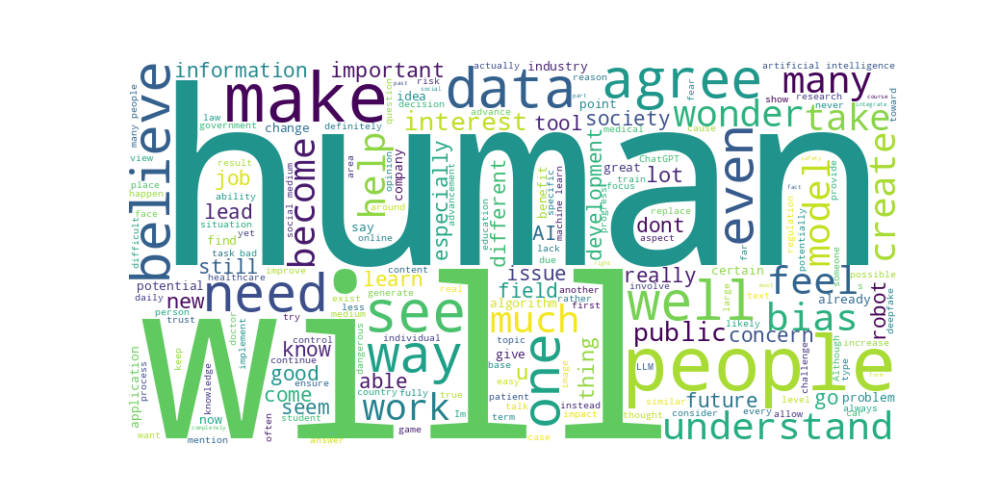 human
will
people
make
data
agree
many
believe
need
see
way
well
one
understand
work
wonder
take
even
model
create
feel
bias
much
become
help
information
important
interest
tool
society
different
especially
development
AI
lot
dont
really
public
concern
robot
issue
field
thing
learn
able
know
good
come
seem
still
new
lead
find
job
change
idea
industry
actually
artificial intelligence
risk
social
past
decision
point
reason
part
fear
show
research
never
course
integrate
toward
law
government
definitely
advance
medical
cause
many people
view
place
happen
face
difficult
result
ability
situation
yet
task
bad
healthcare
improve
potential
daily
person
trust
social medium
area
opinion
company
around
say
online
education
advancement
lack
due
benefit
specific
machine learn
great
train
focus
progress
ChatGPT
replace
aspect
right
far
regulation
safety
fact
potentially
provide
someone
possible
s
certain
large
text
must
likely
already
deepfake
involve
another
rather
first
algorithm
content
generate
exist
less
medium
real
try
control
continue
individual
dangerous
country
fully
true
Im
game
term
topic
give
base
easy
u
patient
talk
case
image
instead
impact
similar
thought
LLM
consider
future
every
allow
level
challenge
Although
type
car
increase
go
problem
always
application
process
want
keep
knowledge
now
mention
completely
doctor
implement
often
ensure
student
answer
question